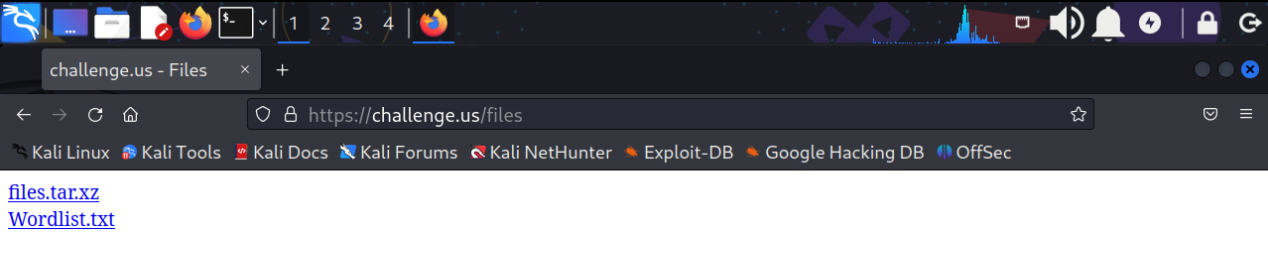 $- 1 2 3 4
challenge.us - Files
https://challenge.us/files
Kali Linux Kali Tools Kali Docs Kali Forums Kali NetHunter Exploit-DB Google Hacking DB OffSec
files.tar.xz
Wordlist.txt